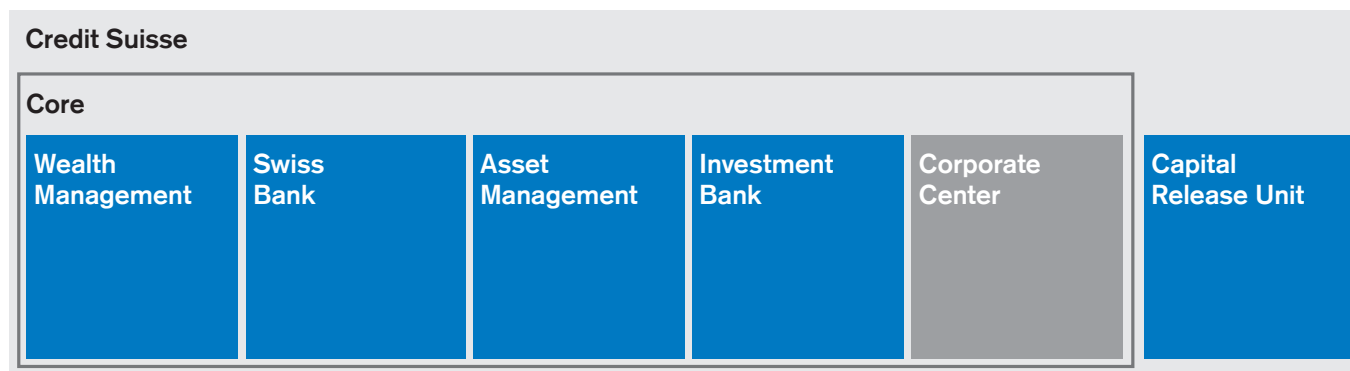 Credit Suisse
Core
Wealth
Management
Swiss
Bank
Asset
Management
Investment
Bank
Corporate
Center
Capital
Release Unit